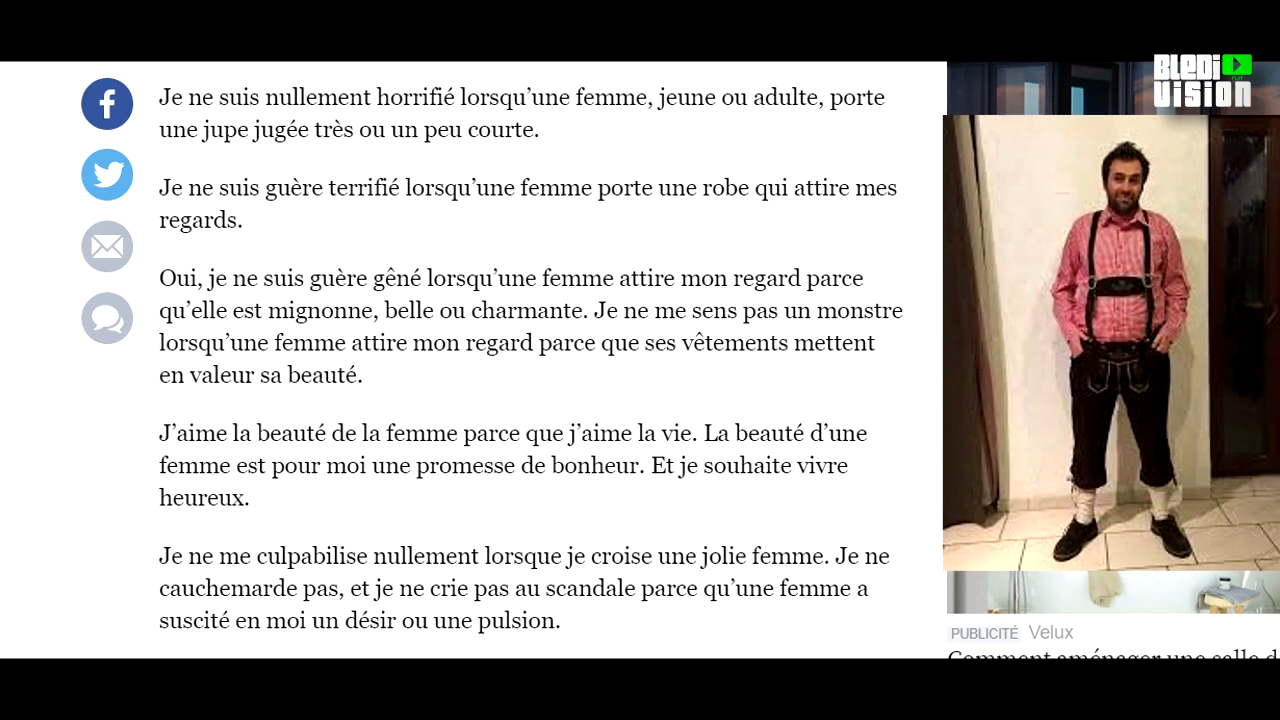 BLEDi
ViSiON
Je ne suis nullement horrifié lorsqu’une femme, jeune ou adulte, porte
une jupe jugée très ou un peu courte.
Je ne suis guère terrifié lorsqu’une femme porte une robe qui attire mes
regards.
Oui, je ne suis guère gêné lorsqu’une femme attire mon regard parce
qu’elle est mignonne, belle ou charmante. Je ne me sens pas un monstre
lorsqu’une femme attire mon regard parce que ses vêtements mettent
en valeur sa beauté.
J’aime la beauté de la femme parce que j’aime la vie. La beauté d’une
femme est pour moi une promesse de bonheur. Et je souhaite vivre
heureux.
Je ne me culpabilise nullement lorsque je croise une jolie femme. Je ne
cauchemarde pas, et je ne crie pas au scandale parce qu’une femme a
suscité en moi un désir ou une pulsion.
PUBLICITÉ Velux
Comment aménager une salle d